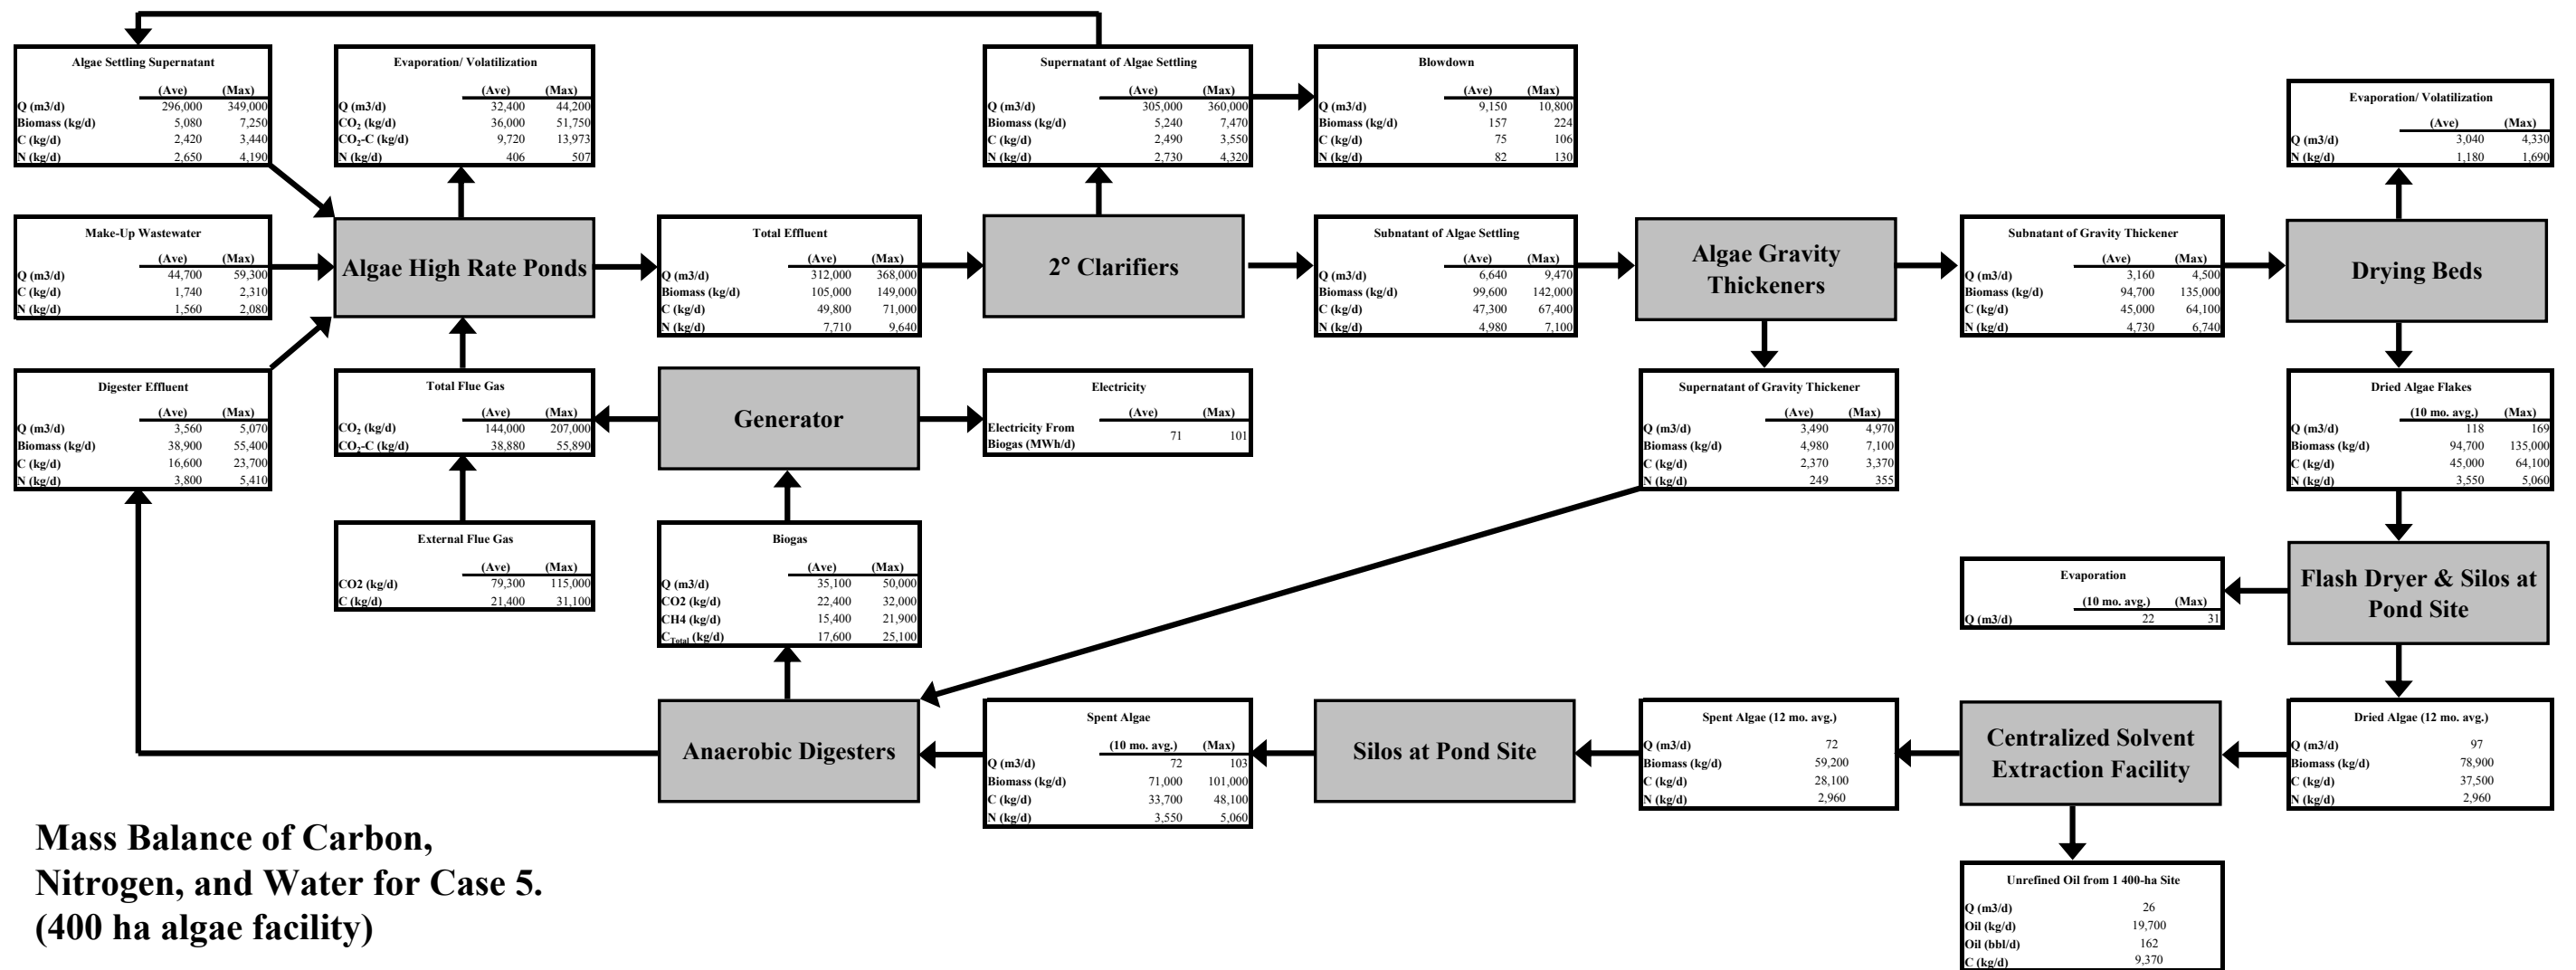 Algae Settling Supernatant
(Ave) (Max)
Q (m3/d) 296,000 349,000
Biomass (kg/d) 5,080 7,250
C (kg/d) 2,420 3,440
N (kg/d) 2,650 4,190
Evaporation/ Volatilization
(Ave) (Max)
Q (m3/d) 32,400 44,200
CO₂ (kg/d) 36,000 51,750
CO₂-C (kg/d) 9,720 13,973
N (kg/d) 406 507
Supernatant of Algae Settling
(Ave) (Max)
Q (m3/d) 305,000 360,000
Biomass (kg/d) 5,240 7,470
C (kg/d) 2,490 3,550
N (kg/d) 2,730 4,320
Blowdown
(Ave) (Max)
Q (m3/d) 9,150 10,800
Biomass (kg/d) 157 224
C (kg/d) 75 106
N (kg/d) 82 130
Evaporation/ Volatilization
(Ave) (Max)
Q (m3/d) 3,040 4,330
N (kg/d) 1,180 1,690
Make-Up Wastewater
(Ave) (Max)
Q (m3/d) 44,700 59,300
C (kg/d) 1,740 2,310
N (kg/d) 1,560 2,080
Algae High Rate Ponds
Total Effluent
(Ave) (Max)
Q (m3/d) 312,000 368,000
Biomass (kg/d) 105,000 149,000
C (kg/d) 49,800 71,000
N (kg/d) 7,710 9,640
2° Clarifiers
Subnatant of Algae Settling
(Ave) (Max)
Q (m3/d) 6,640 9,470
Biomass (kg/d) 99,600 142,000
C (kg/d) 47,300 67,400
N (kg/d) 4,980 7,100
Algae Gravity
Thickeners
Subnatant of Gravity Thickener
(Ave) (Max)
Q (m3/d) 3,160 4,500
Biomass (kg/d) 94,700 135,000
C (kg/d) 45,000 64,100
N (kg/d) 4,730 6,740
Drying Beds
Digester Effluent
(Ave) (Max)
Q (m3/d) 3,560 5,070
Biomass (kg/d) 38,900 55,400
C (kg/d) 16,600 23,700
N (kg/d) 3,800 5,410
Total Flue Gas
(Ave) (Max)
CO₂ (kg/d) 144,000 207,000
CO₂-C (kg/d) 38,880 55,890
Generator
Electricity
(Ave) (Max)
Electricity From
Biogas (MWh/d) 71 101
Supernatant of Gravity Thickener
(Ave) (Max)
Q (m3/d) 3,490 4,970
Biomass (kg/d) 4,980 7,100
C (kg/d) 2,370 3,370
N (kg/d) 249 355
Dried Algae Flakes
(10 mo. avg.) (Max)
Q (m3/d) 118 169
Biomass (kg/d) 94,700 135,000
C (kg/d) 45,000 64,100
N (kg/d) 3,550 5,060
External Flue Gas
(Ave) (Max)
CO2 (kg/d) 79,300 115,000
C (kg/d) 21,400 31,100
Biogas
(Ave) (Max)
Q (m3/d) 35,100 50,000
CO2 (kg/d) 22,400 32,000
CH4 (kg/d) 15,400 21,900
C Total (kg/d) 17,600 25,100
Evaporation
(10 mo. avg.) (Max)
Q (m3/d) 22 31
Flash Dryer & Silos at
Pond Site
Anaerobic Digesters
Spent Algae
(10 mo. avg.) (Max)
Q (m3/d) 72 103
Biomass (kg/d) 71,000 101,000
C (kg/d) 33,700 48,100
N (kg/d) 3,550 5,060
Silos at Pond Site
Spent Algae (12 mo. avg.)
Q (m3/d) 72
Biomass (kg/d) 59,200
C (kg/d) 28,100
N (kg/d) 2,960
Centralized Solvent
Extraction Facility
Dried Algae (12 mo. avg.)
Q (m3/d) 97
Biomass (kg/d) 78,900
C (kg/d) 37,500
N (kg/d) 2,960
Mass Balance of Carbon,
Nitrogen, and Water for Case 5.
(400 ha algae facility)
Unrefined Oil from 1 400-ha Site
Q (m3/d) 26
Oil (kg/d) 19,700
Oil (bbl/d) 162
C (kg/d) 9,370